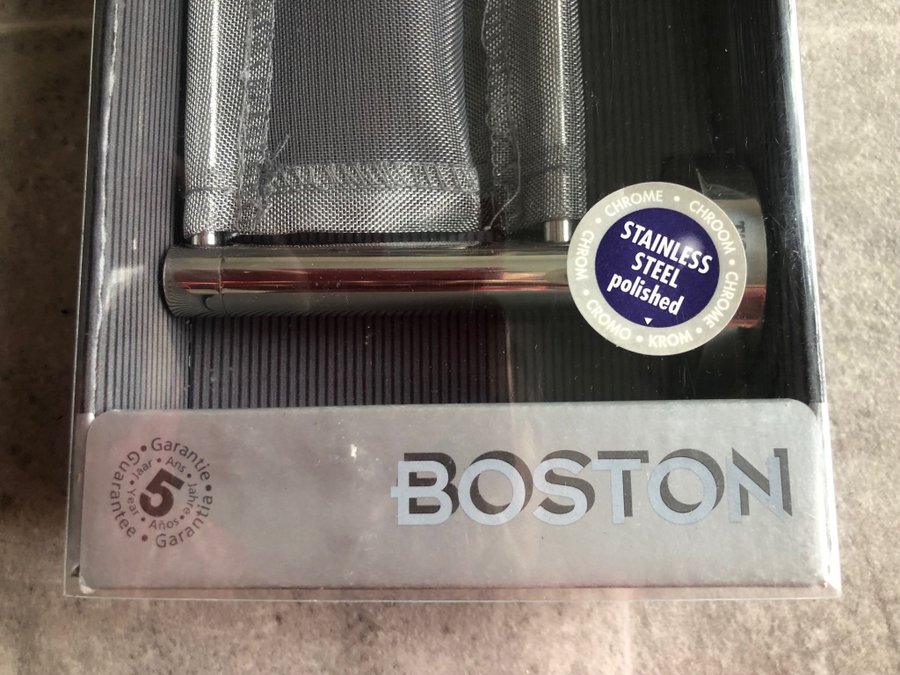 CHROME • CHROOM • CHROME • KROM • CROMO • CHROM •
STAINLESS
STEEL
polished
BOSTON
Garantie • Garantia • Garantia • Guarantee •
Ans • Jahre • Años • Year • Jaar •
5